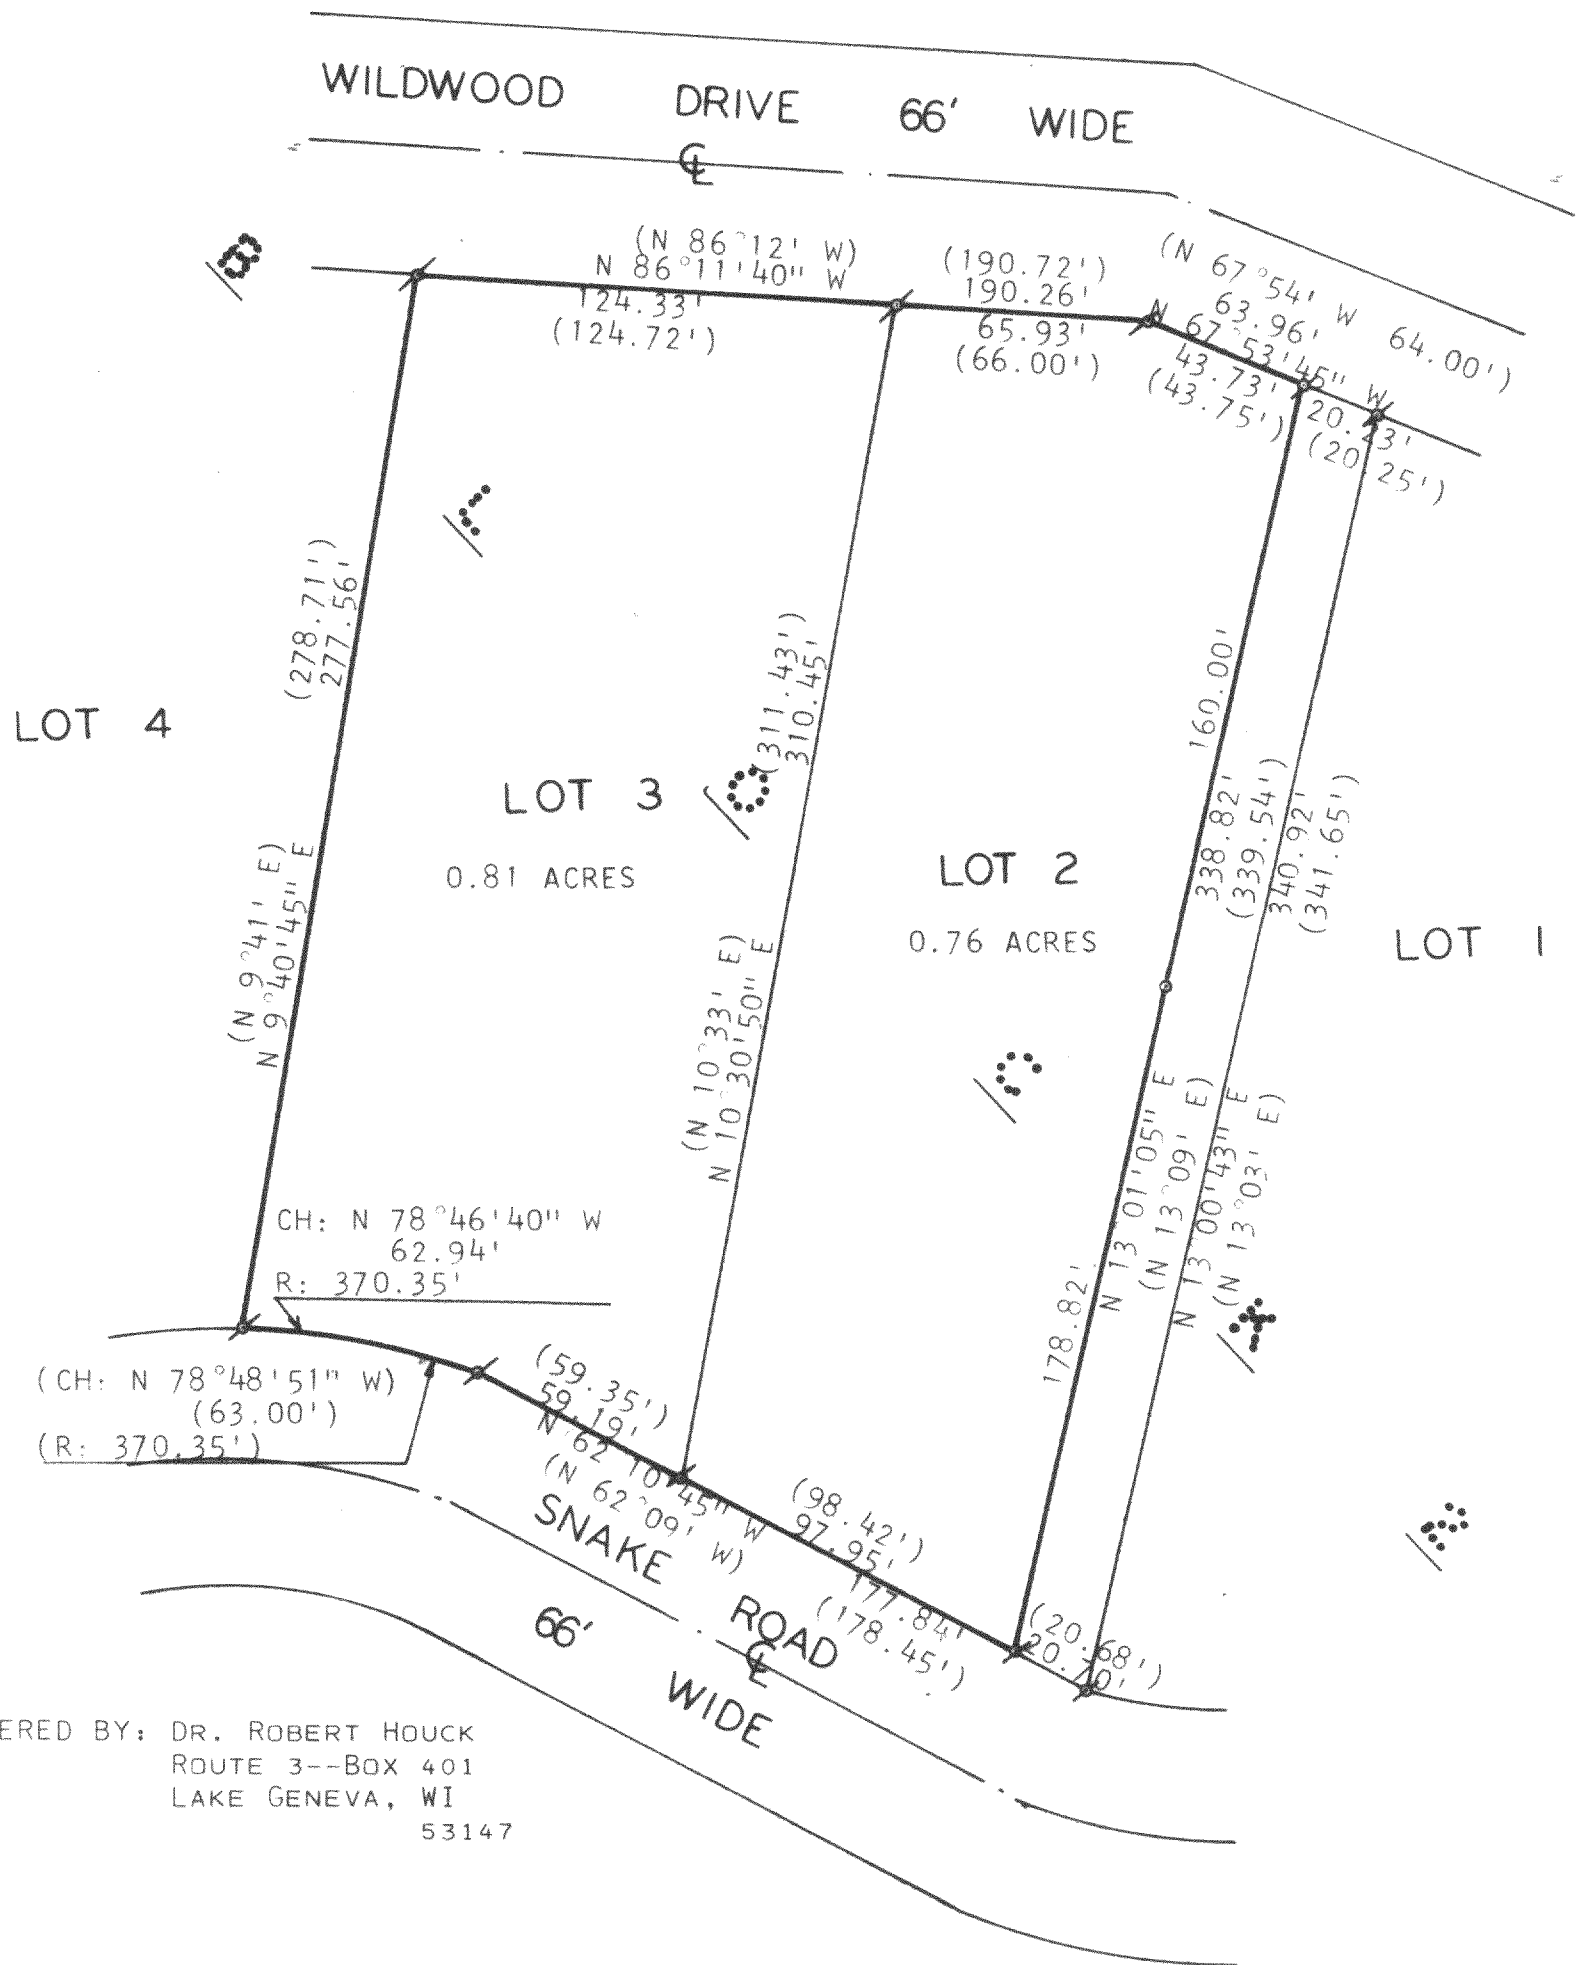 WILDWOOD DRIVE 66' WIDE
(N 86°12' W)
N 86°11'40" W
124.33'
(124.72')
(190.72')
190.26'
65.93'
(66.00')
(N 67°54' W 64.00')
63.96'
N 67°53'45" W
43.73'
(43.75')
20.23'
(20.25')
B
L
(278.71')
277.56'
(311.43')
310.45'
160.00'
338.82'
(339.54')
340.92'
(341.65')
LOT 4
LOT 3
0.81 ACRES
LOT 2
0.76 ACRES
LOT 1
(N 9°41' E)
N 9°40'45" E
(N 10°33' E)
N 10°30'50" E
178.82'
N 13°01'05" E
(N 13°09' E)
N 13°00'43" E
(N 13°03' E)
CH: N 78°46'40" W
62.94'
R: 370.35'
(CH: N 78°48'51" W)
(63.00')
(R: 370.35')
(59.35')
59.19'
N 62°10'45" W
(N 62°09' W)
(98.42')
97.95'
177.84'
(178.45')
(20.68')
20.70'
SNAKE ROAD
66' WIDE
ERED BY: DR. ROBERT HOUCK
ROUTE 3--BOX 401
LAKE GENEVA, WI
53147